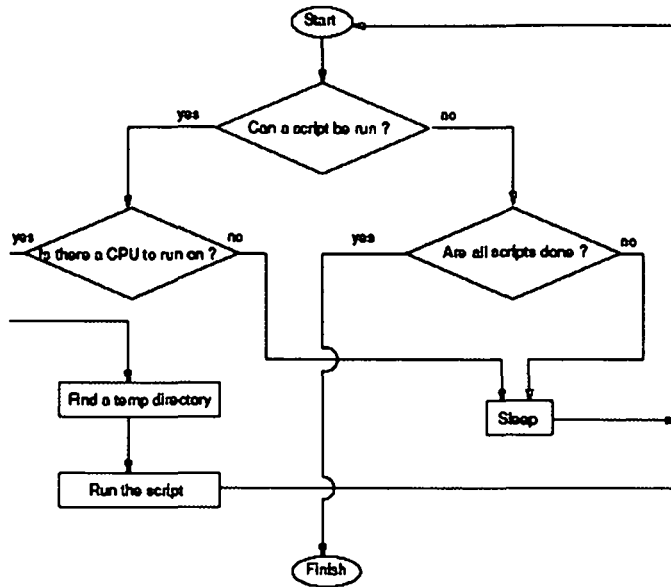 Start
yes
Can a script be run ?
no
yes
Is there a CPU to run on ?
no
yes
Are all scripts done ?
no
Find a temp directory
Sleep
Run the script
Finish